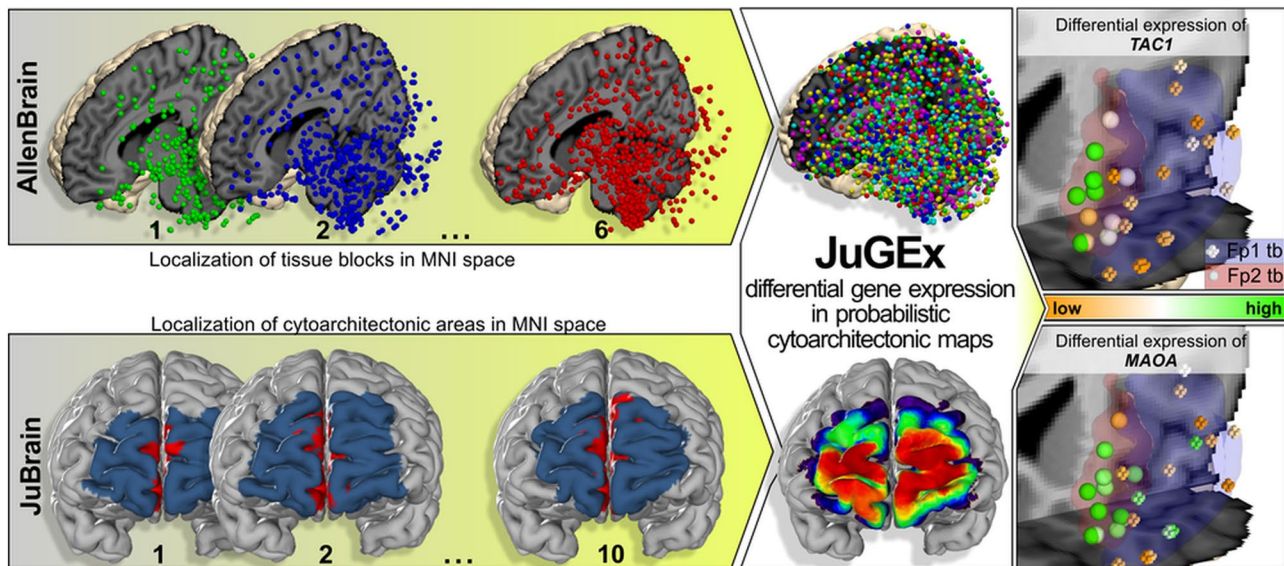 AllenBrain
1
2
...
6
Localization of tissue blocks in MNI space
Localization of cytoarchitectonic areas in MNI space
JuBrain
1
2
...
10
JuGEx
differential gene expression
in probabilistic
cytoarchitectonic maps
Differential expression of
TAC1
Fp1 tb
Fp2 tb
low
high
Differential expression of
MAOA